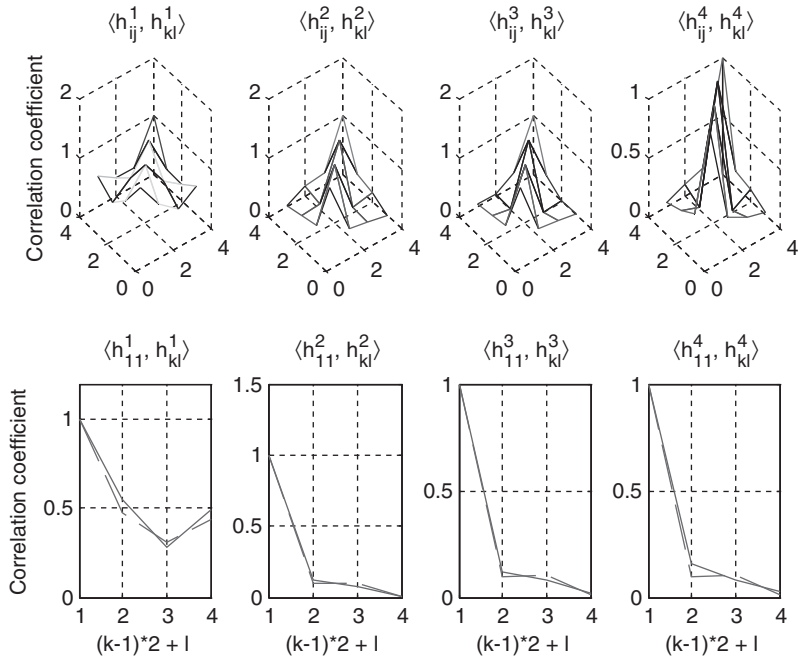 ⟨h¹ᵢⱼ, h¹ₖₗ⟩ ⟨h²ᵢⱼ, h²ₖₗ⟩ ⟨h³ᵢⱼ, h³ₖₗ⟩ ⟨h⁴ᵢⱼ, h⁴ₖₗ⟩
Correlation coefficient
2 1 0 4 2 0 0 2 4
2 1 0 4 2 0 0 2 4
2 1 0 4 2 0 0 2 4
1 0.5 0 4 2 0 0 2 4
⟨h¹₁₁, h¹ₖₗ⟩ ⟨h²₁₁, h²ₖₗ⟩ ⟨h³₁₁, h³ₖₗ⟩ ⟨h⁴₁₁, h⁴ₖₗ⟩
Correlation coefficient
1 0.5 0 1 2 3 4
(k-1)*2 + l
1.5 1 0.5 0 1 2 3 4
(k-1)*2 + l
1 0.5 0 1 2 3 4
(k-1)*2 + l
1 0.5 0 1 2 3 4
(k-1)*2 + l